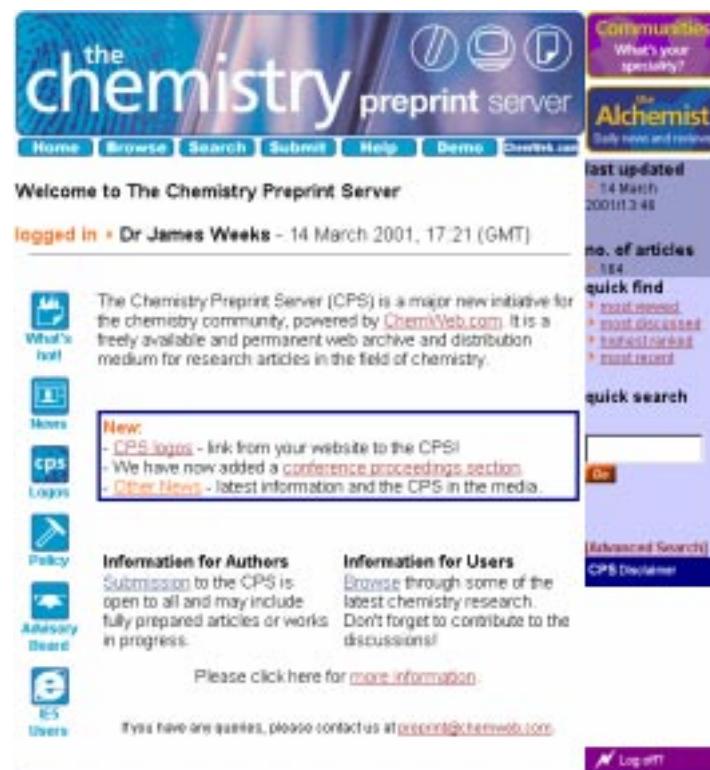 the
chemistry
preprint server
Communities
What's your
speciality?
the
Alchemist
Daily news and reviews
Home
Browse
Search
Submit
Help
Demo
ChemWeb.com
Welcome to The Chemistry Preprint Server
logged in Dr James Weeks - 14 March 2001, 17:21 (GMT)
What's
hot!
News
cps
Logos
Policy
Advisory
Board
IE5
Users
The Chemistry Preprint Server (CPS) is a major new initiative for
the chemistry community, powered by ChemWeb.com. It is a
freely available and permanent web archive and distribution
medium for research articles in the field of chemistry.
New:
- CPS logos - link from your website to the CPS!
- We have now added a conference proceedings section.
- Other News - latest information and the CPS in the media.
Information for Authors
Submission to the CPS is
open to all and may include
fully prepared articles or works
in progress.
Information for Users
Browse through some of the
latest chemistry research.
Don't forget to contribute to the
discussions!
Please click here for more information.
If you have any queries, please contact us at preprint@chemweb.com.
last updated
14 March
no. of articles
184
quick find
most viewed
most discussed
highest ranked
most recent
quick search
Go
[Advanced Search]
CPS Disclaimer
Log off?